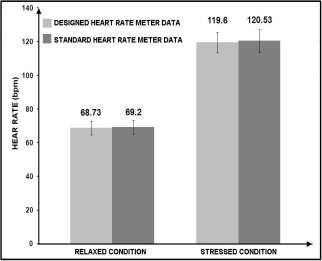 DESIGNED HEART RATE METER DATA
STANDARD HEART RATE METER DATA
HEAR RATE (bpm)
140
120
100
80
60
40
20
0
68.73
69.2
119.6
120.53
RELAXED CONDITION
STRESSED CONDITION